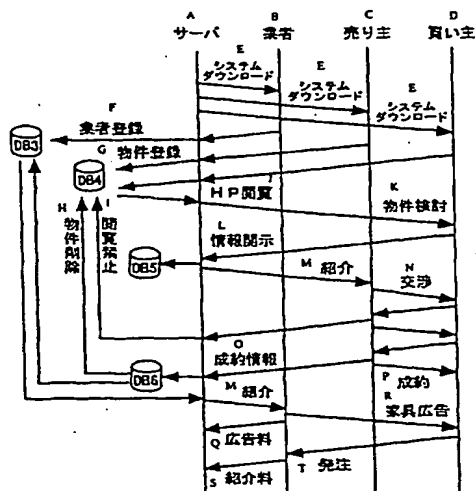 A B C D
サーバ 業者 売り主 買い主
E
システム
ダウンロード
E
システム
ダウンロード
E
システム
ダウンロード
F
業者登録
DB3
G 物件登録
DB4
J
HP閲覧
K
物件検討
H
物件削除
I
閲覧禁止
L
情報開示
DB5
M 紹介
N
交渉
O
成約情報
DB6
M 紹介
P 成約
R
家具広告
Q 広告料
T 発注
S 紹介料